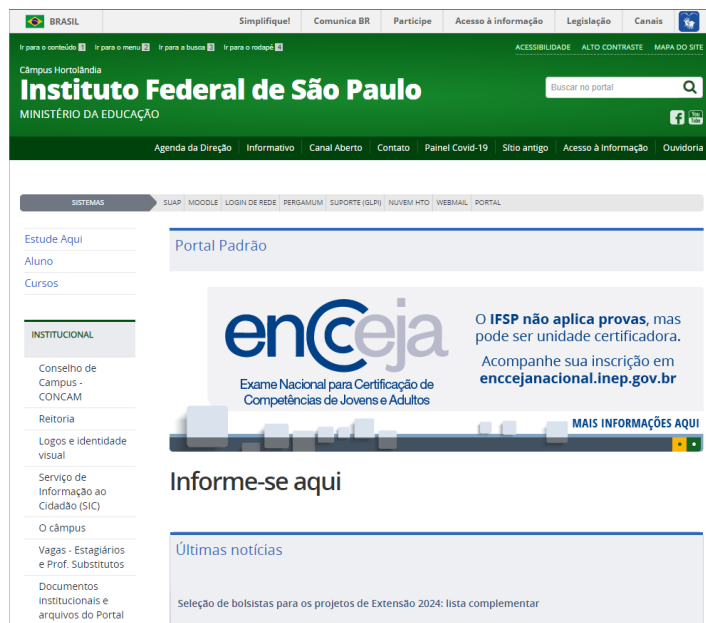 BRASIL Simplifique! Comunica BR Participe Acesso à informação Legislação Canais
Ir para o conteúdo 1 Ir para o menu 2 Ir para a busca 3 Ir para o rodapé 4 ACESSIBILIDADE ALTO CONTRASTE MAPA DO SITE
Câmpus Hortolândia
Instituto Federal de São Paulo
Buscar no portal
MINISTÉRIO DA EDUCAÇÃO
f You Tube
Agenda da Direção Informativo Canal Aberto Contato Painel Covid-19 Sítio antigo Acesso à Informação Ouvidoria
SISTEMAS SUAP MOODLE LOGIN DE REDE PERGAMUM SUPORTE (GLPI) NUVEM HTO WEBMAIL PORTAL
Estude Aqui
Aluno
Cursos
INSTITUCIONAL
Conselho de
Campus -
CONCAM
Reitoria
Logos e identidade
visual
Serviço de
Informação ao
Cidadão (SIC)
O câmpus
Vagas - Estagiários
e Prof. Substitutos
Documentos
institucionais e
arquivos do Portal
Portal Padrão
encceja
Exame Nacional para Certificação de
Competências de Jovens e Adultos
O IFSP não aplica provas, mas
pode ser unidade certificadora.
Acompanhe sua inscrição em
enccejanacional.inep.gov.br
MAIS INFORMAÇÕES AQUI
Informe-se aqui
Últimas notícias
Seleção de bolsistas para os projetos de Extensão 2024: lista complementar